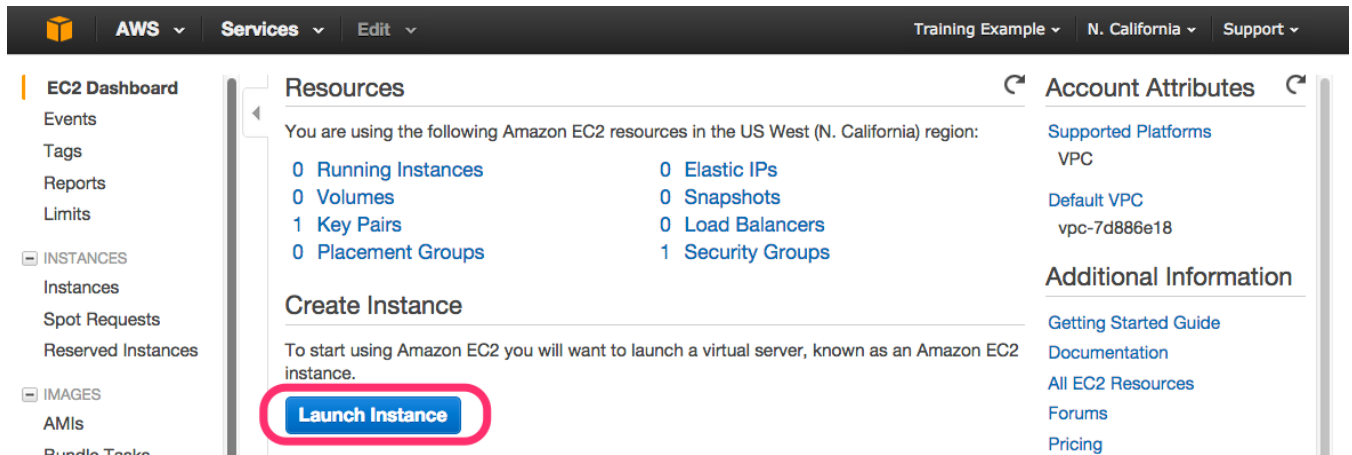 AWS Services Edit Training Example N. California Support
EC2 Dashboard
Events
Tags
Reports
Limits
INSTANCES
Instances
Spot Requests
Reserved Instances
IMAGES
AMIs
Bundle Tasks
Resources
You are using the following Amazon EC2 resources in the US West (N. California) region:
0 Running Instances 0 Elastic IPs
0 Volumes 0 Snapshots
1 Key Pairs 0 Load Balancers
0 Placement Groups 1 Security Groups
Create Instance
To start using Amazon EC2 you will want to launch a virtual server, known as an Amazon EC2
instance.
Launch Instance
Account Attributes
Supported Platforms
VPC
Default VPC
vpc-7d886e18
Additional Information
Getting Started Guide
Documentation
All EC2 Resources
Forums
Pricing